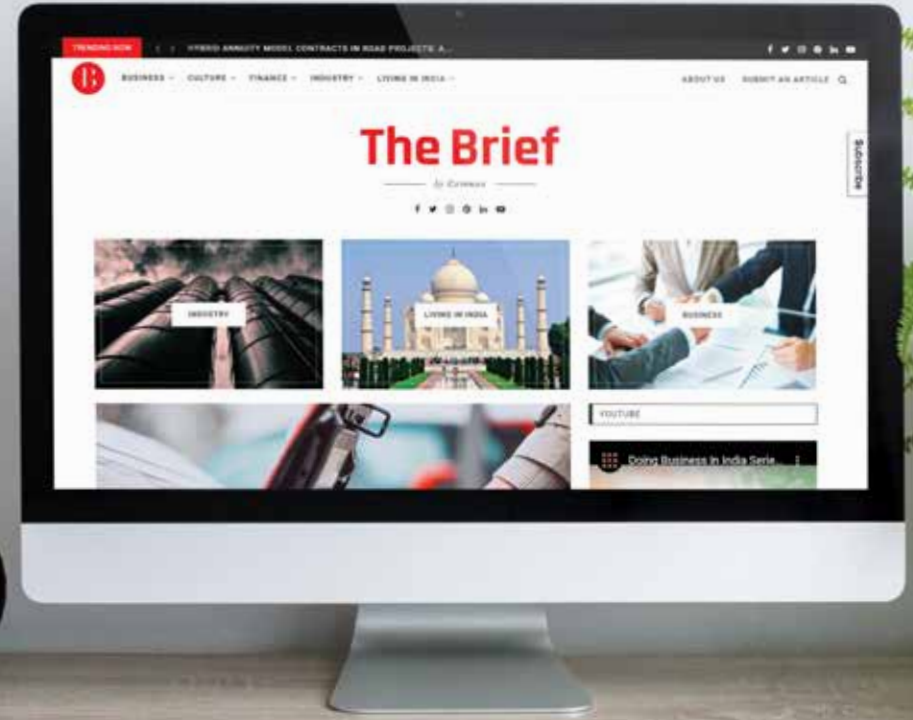 TRENDING NOW HYBRID ANNUITY MODEL CONTRACTS IN ROAD PROJECTS: A...
B BUSINESS CULTURE FINANCE INDUSTRY LIVING IN INDIA ABOUT US SUBMIT AN ARTICLE
Subscribe
The Brief
by
INDUSTRY LIVING IN INDIA BUSINESS
YOUTUBE
Doing Business In India Serie...